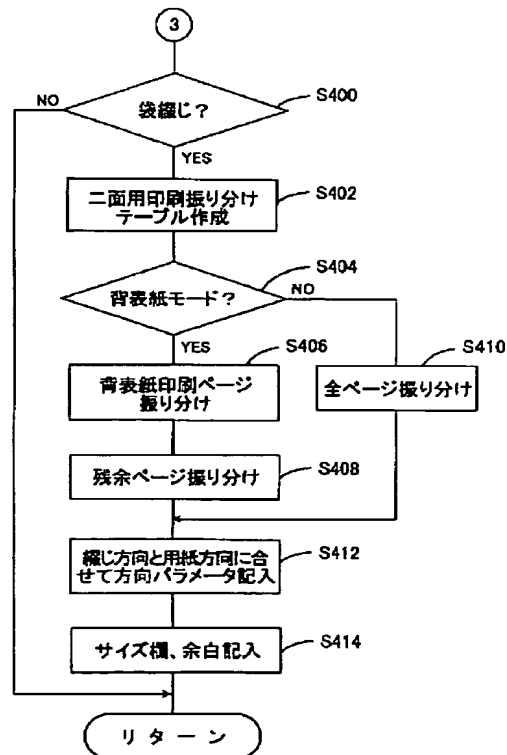 3
袋綴じ?
S400
NO
YES
二面用印刷振り分け
テーブル作成
S402
背表紙モード?
S404
NO
YES
背表紙印刷ページ
振り分け
S406
全ページ振り分け
S410
残余ページ振り分け
S408
綴じ方向と用紙方向に合
せて方向パラメータ記入
S412
サイズ欄、余白記入
S414
リターン